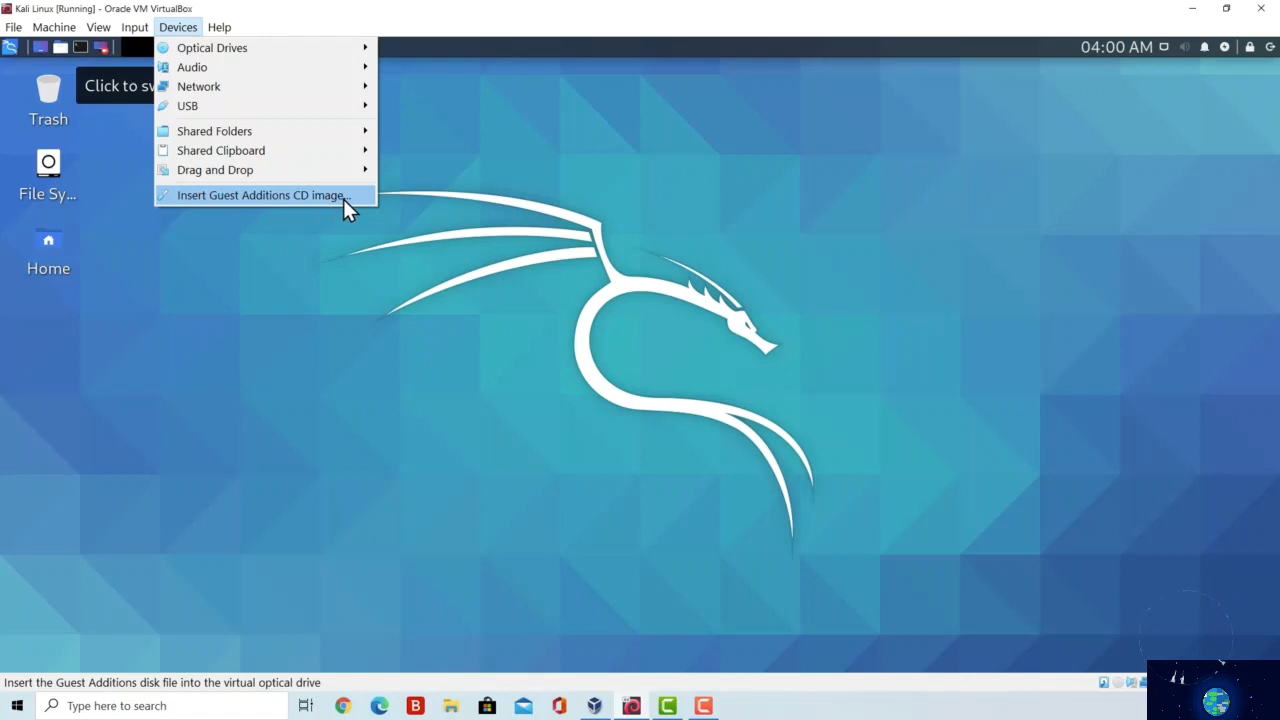 Kali Linux [Running] - Oracle VM VirtualBox
File Machine View Input Devices Help
04:00 AM
Optical Drives
Audio
Network
USB
Shared Folders
Shared Clipboard
Drag and Drop
Insert Guest Additions CD image...
Click to sw
Trash
File Sy...
Home
Insert the Guest Additions disk file into the virtual optical drive
Type here to search
B